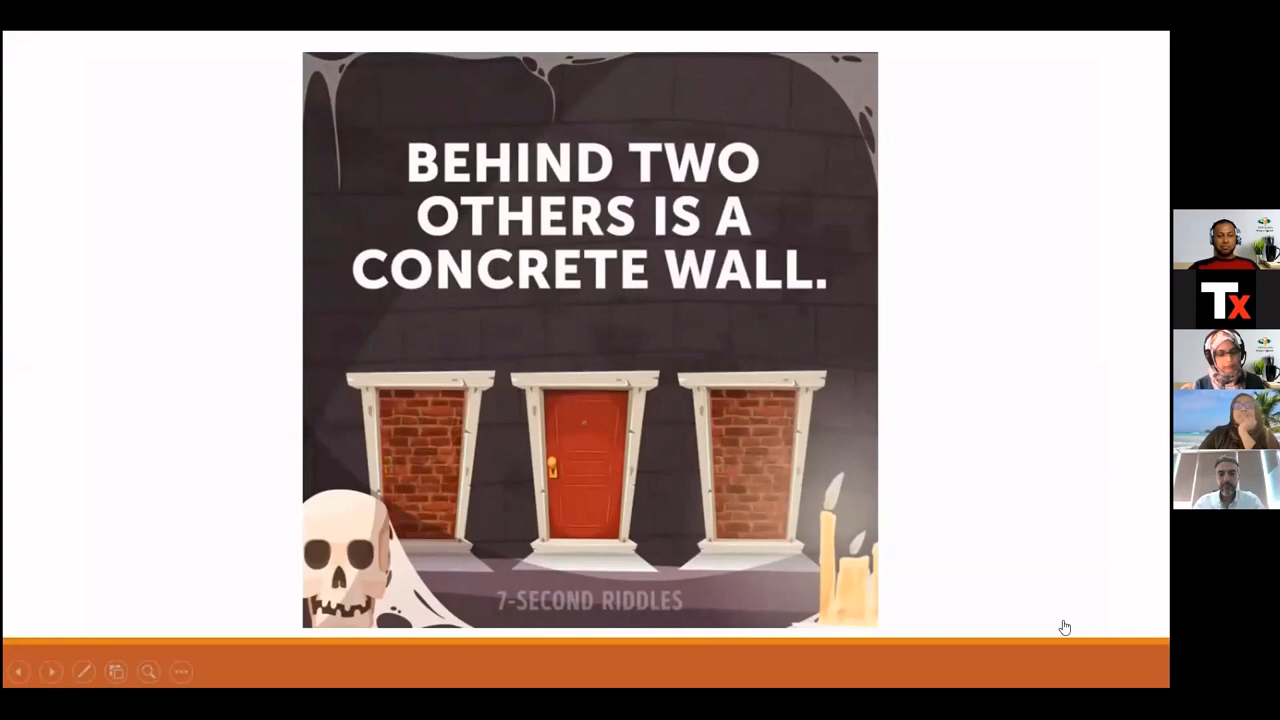 BEHIND TWO
OTHERS IS A
CONCRETE WALL.
7-SECOND RIDDLES
Tx